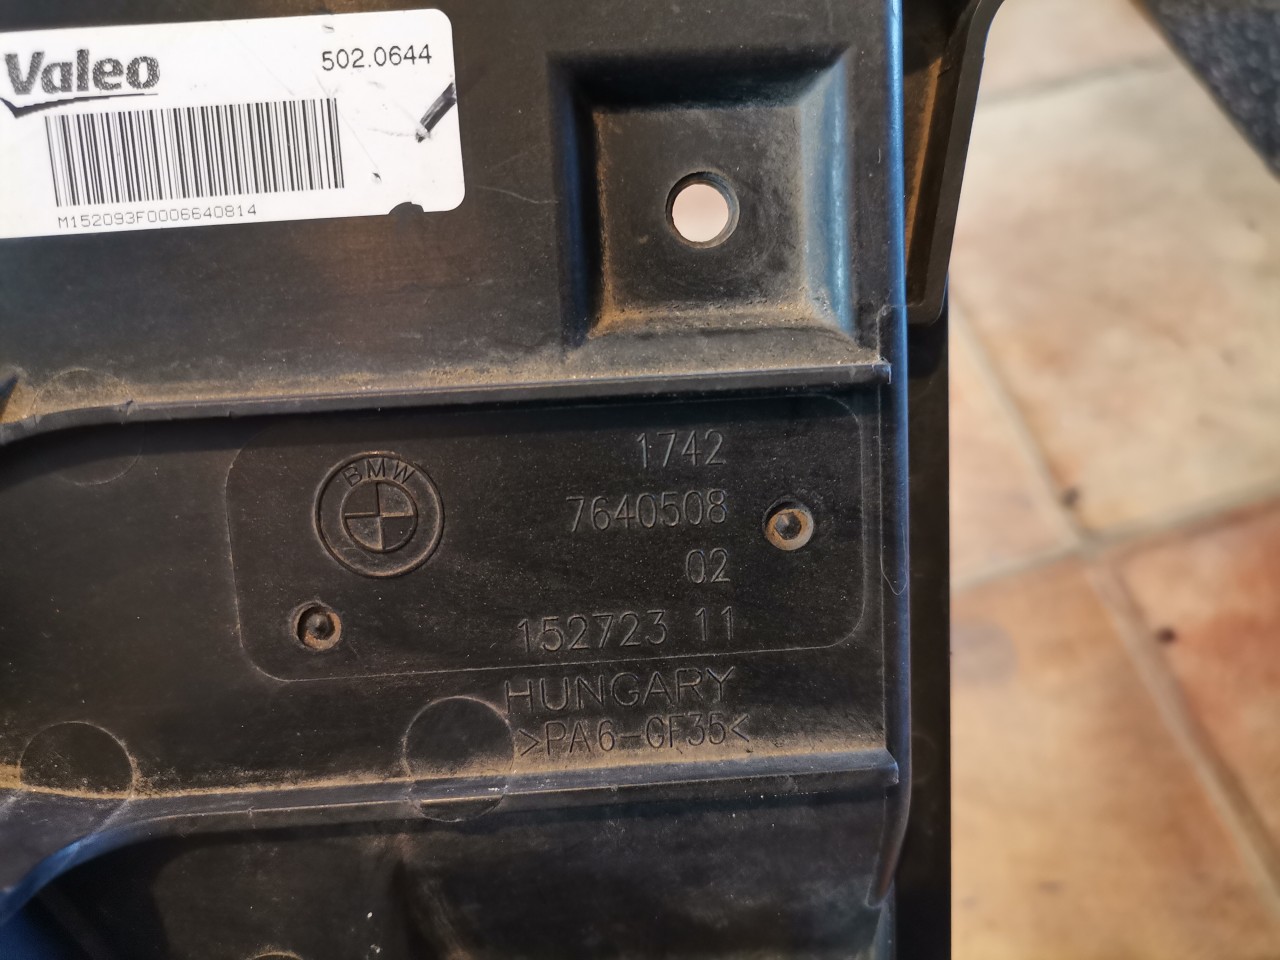 Valeo
502.0644
M152093F0006640814
BMW
1742
7640508
02
152723 11
HUNGARY
>PA6-GF35<